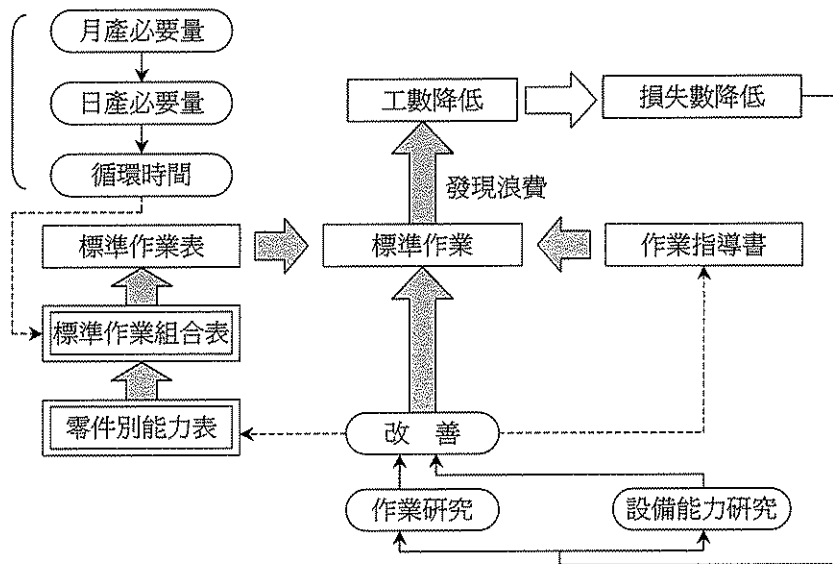 月產必要量
日產必要量
循環時間
工數降低
損失數降低
發現浪費
標準作業表
標準作業
作業指導書
標準作業組合表
零件別能力表
改 善
作業研究
設備能力研究